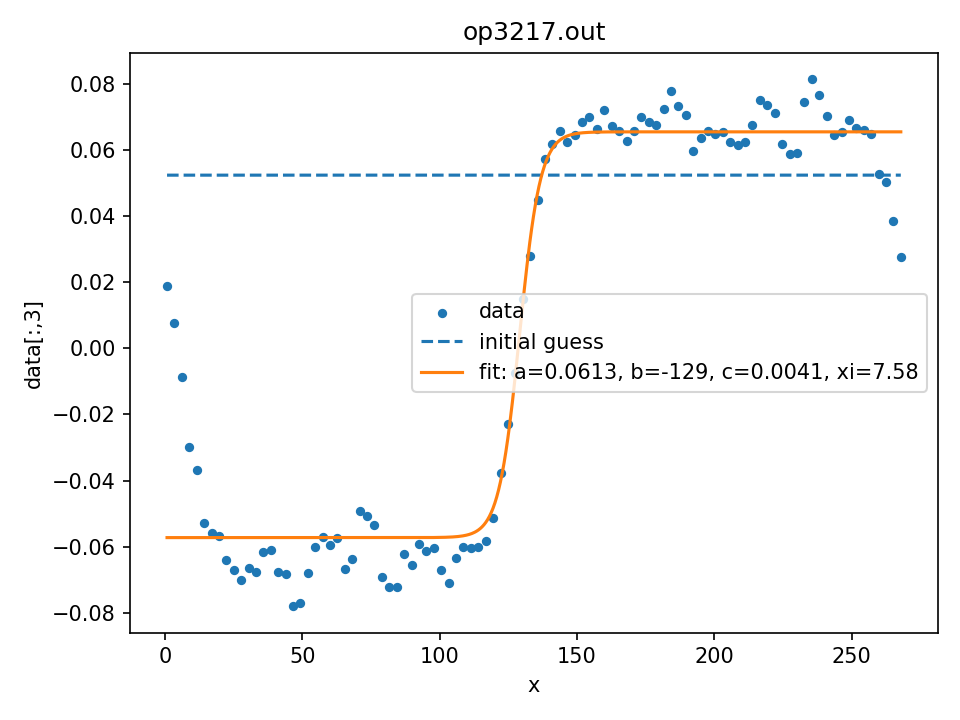 op3217.out
data[:,3]
0.08
0.06
0.04
0.02
0.00
−0.02
−0.04
−0.06
−0.08
data
initial guess
fit: a=0.0613, b=-129, c=0.0041, xi=7.58
0 50 100 150 200 250
x